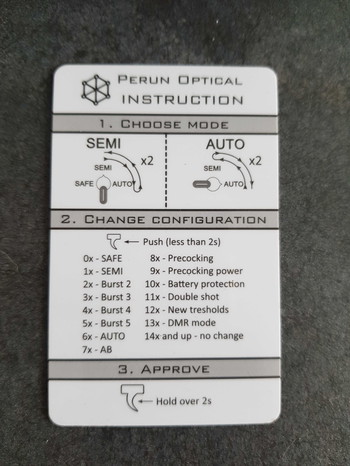 Perun Optical
INSTRUCTION
1. Choose mode
SEMI AUTO
SEMI x2 SEMI x2
SAFE AUTO AUTO
2. Change configuration
Push (less than 2s)
0x - SAFE 8x - Precocking
1x - SEMI 9x - Precocking power
2x - Burst 2 10x - Battery protection
3x - Burst 3 11x - Double shot
4x - Burst 4 12x - New tresholds
5x - Burst 5 13x - DMR mode
6x - AUTO 14x and up - no change
7x - AB
3. Approve
Hold over 2s